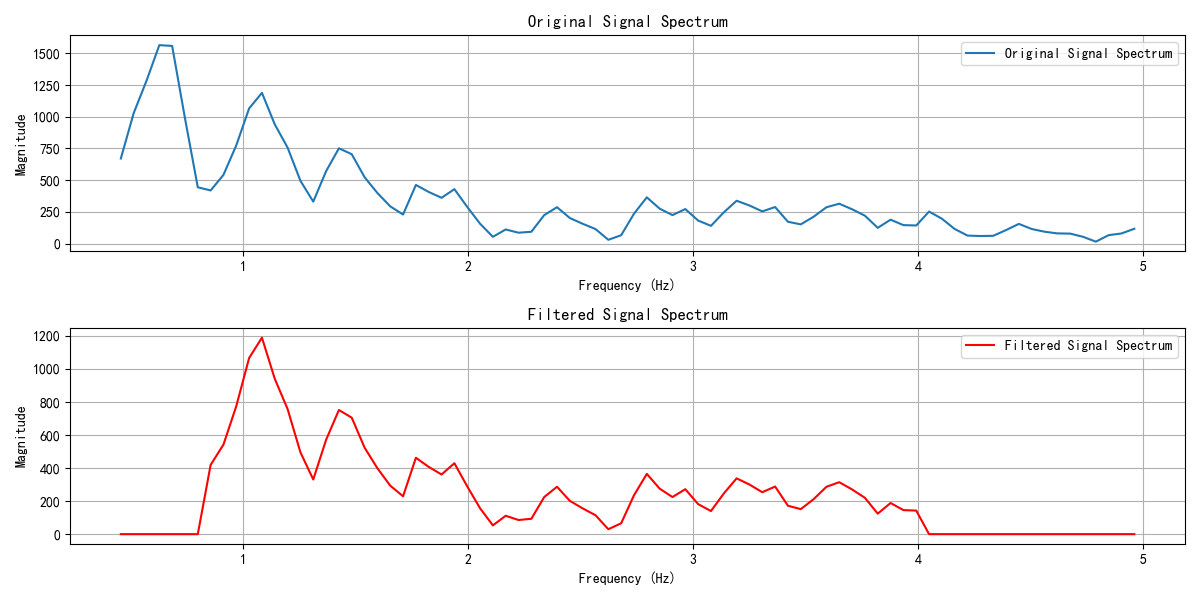 Original Signal Spectrum
Original Signal Spectrum
Magnitude
1500
1250
1000
750
500
250
0
1 2 3 4 5
Frequency (Hz)
Filtered Signal Spectrum
Filtered Signal Spectrum
Magnitude
1200
1000
800
600
400
200
0
1 2 3 4 5
Frequency (Hz)